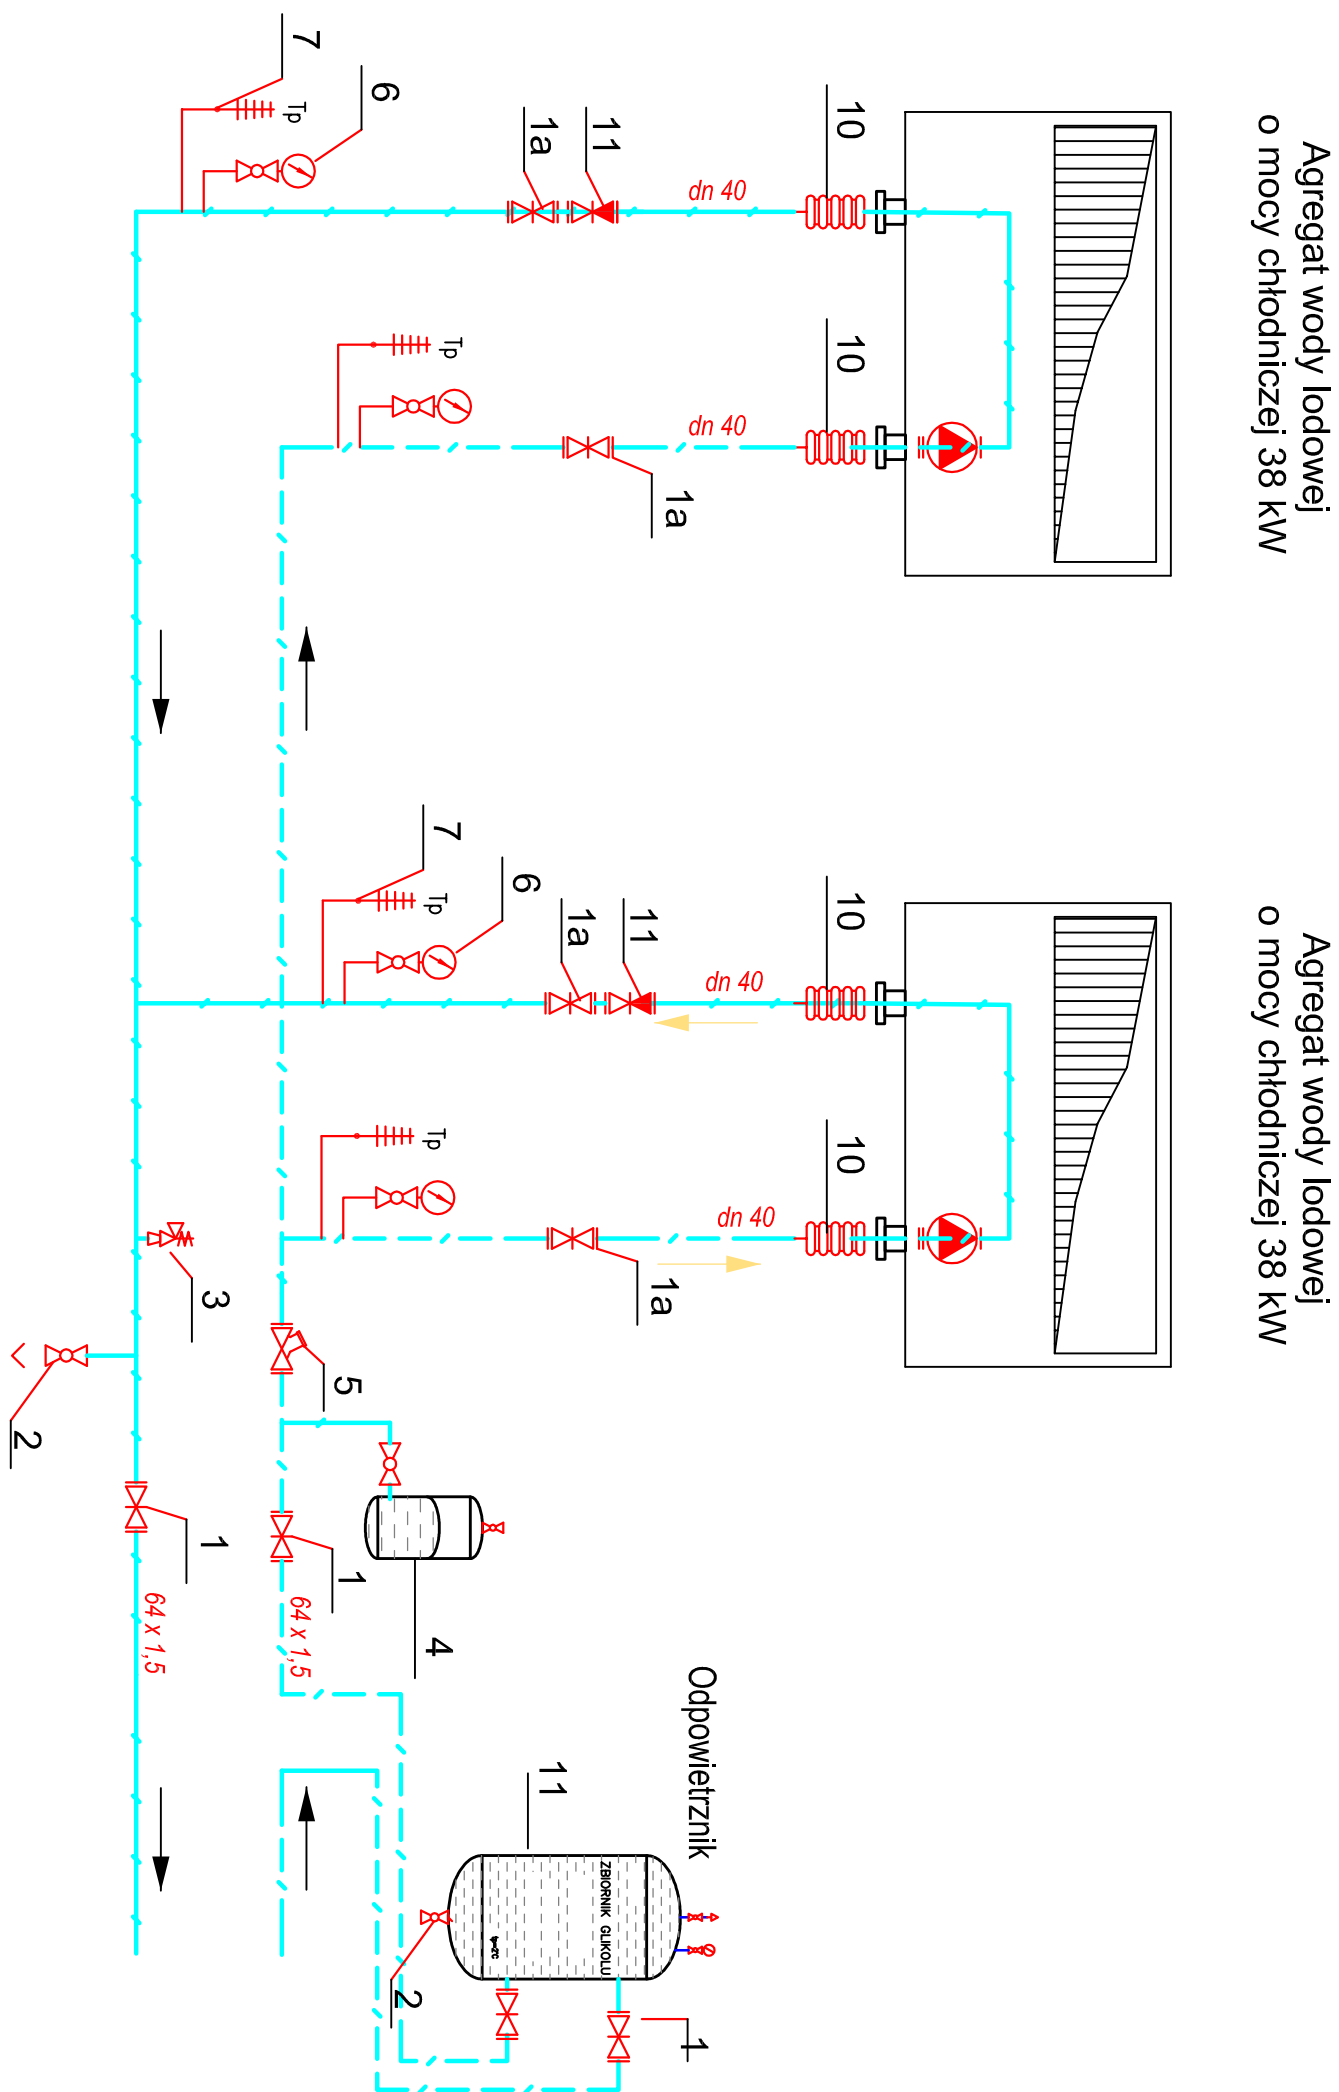 Agregat wody lodowej
o mocy chłodniczej 38 kW
Agregat wody lodowej
o mocy chłodniczej 38 kW
10
10
10
10
dn 40
dn 40
dn 40
dn 40
11
1a
1a
11
1a
1a
6
7
Tp
Tp
6
7
Tp
Tp
3
2
5
1
1
4
64 x 1,5
64 x 1,5
Odpowietrznik
11
ZBIORNIK GLIKOLU
2
1